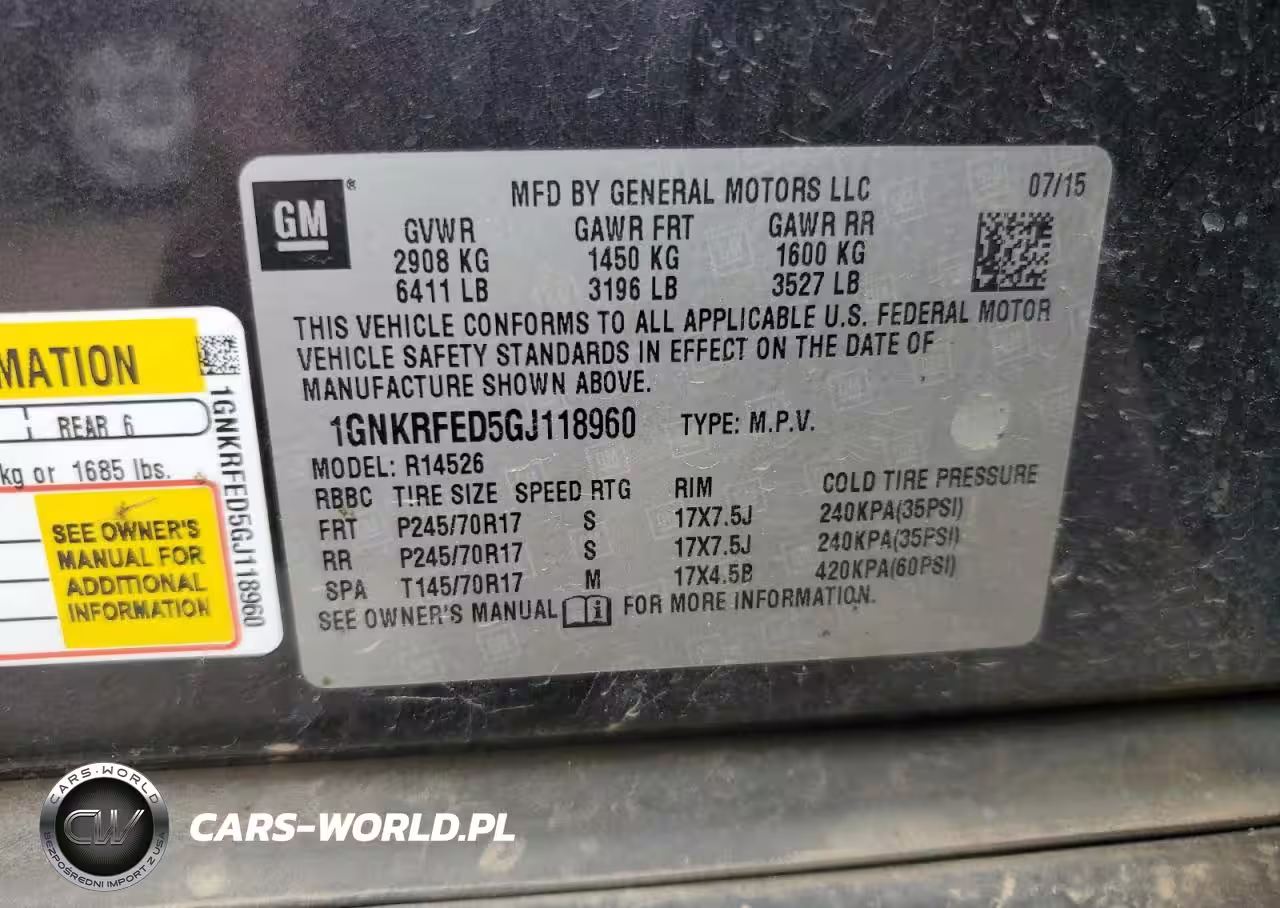 GM
®
MFD BY GENERAL MOTORS LLC
07/15
GVWR GAWR FRT GAWR RR
2908 KG 1450 KG 1600 KG
6411 LB 3196 LB 3527 LB
THIS VEHICLE CONFORMS TO ALL APPLICABLE U.S. FEDERAL MOTOR
VEHICLE SAFETY STANDARDS IN EFFECT ON THE DATE OF
MANUFACTURE SHOWN ABOVE.
1GNKRFED5GJ118960 TYPE: M.P.V.
MODEL: R14526
RBBC TIRE SIZE SPEED RTG RIM COLD TIRE PRESSURE
FRT P245/70R17 S 17X7.5J 240KPA(35PSI)
RR P245/70R17 S 17X7.5J 240KPA(35PSI)
SPA T145/70R17 M 17X4.5B 420KPA(60PSI)
SEE OWNER'S MANUAL FOR MORE INFORMATION.
MATION
REAR 6
kg or 1685 lbs.
SEE OWNER'S
MANUAL FOR
ADDITIONAL
INFORMATION
1GNKRFED5GJ118960
CARS-WORLD
CW
BEZPOŚREDNI IMPORT Z USA
CARS-WORLD.PL